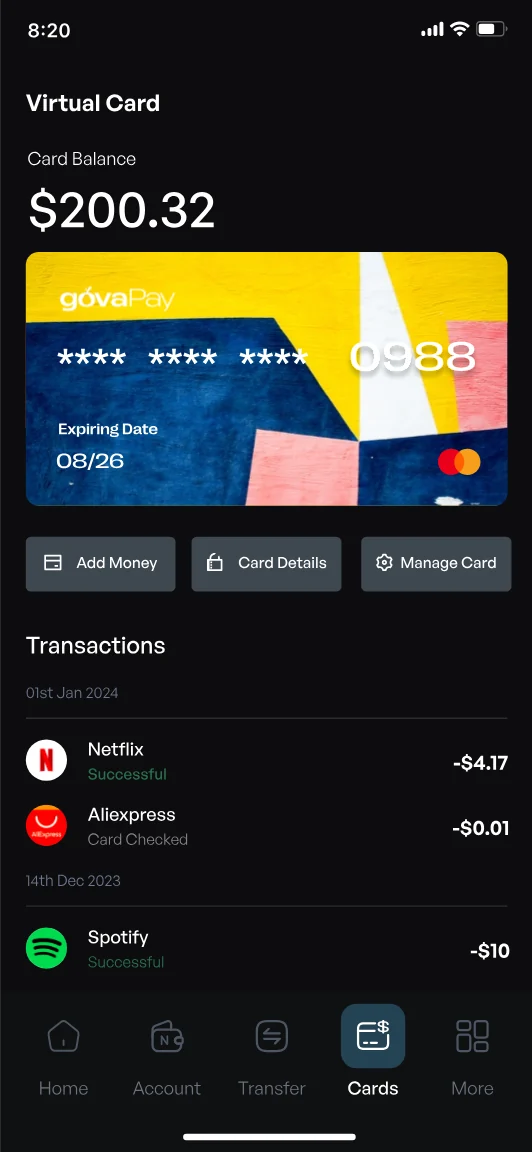 8:20
Virtual Card
Card Balance
$200.32
góvaPay
**** **** **** 0988
Expiring Date
08/26
Add Money Card Details Manage Card
Transactions
01st Jan 2024
Netflix
-$4.17
Successful
AliExpress
Aliexpress
-$0.01
Card Checked
14th Dec 2023
Spotify
-$10
Successful
N
Home Account Transfer Cards More